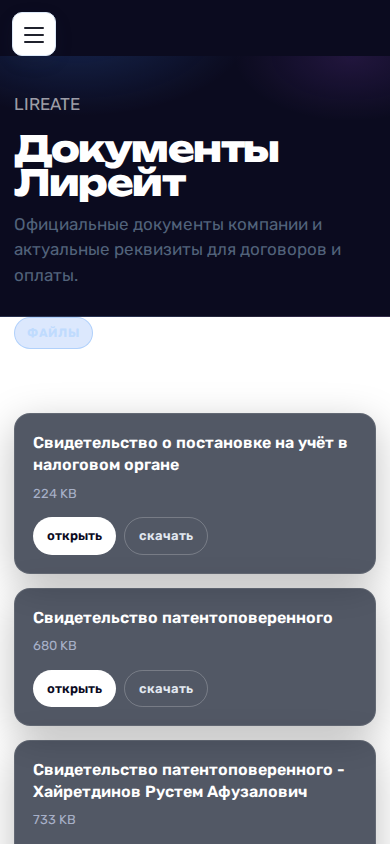 LIREATE
Документы
Лирейт
Официальные документы компании и
актуальные реквизиты для договоров и
оплаты.
ФАЙЛЫ
Свидетельство о постановке на учёт в
налоговом органе
224 KB
открыть
скачать
Свидетельство патентоповеренного
680 KB
открыть
скачать
Свидетельство патентоповеренного -
Хайретдинов Рустем Афузалович
733 KB